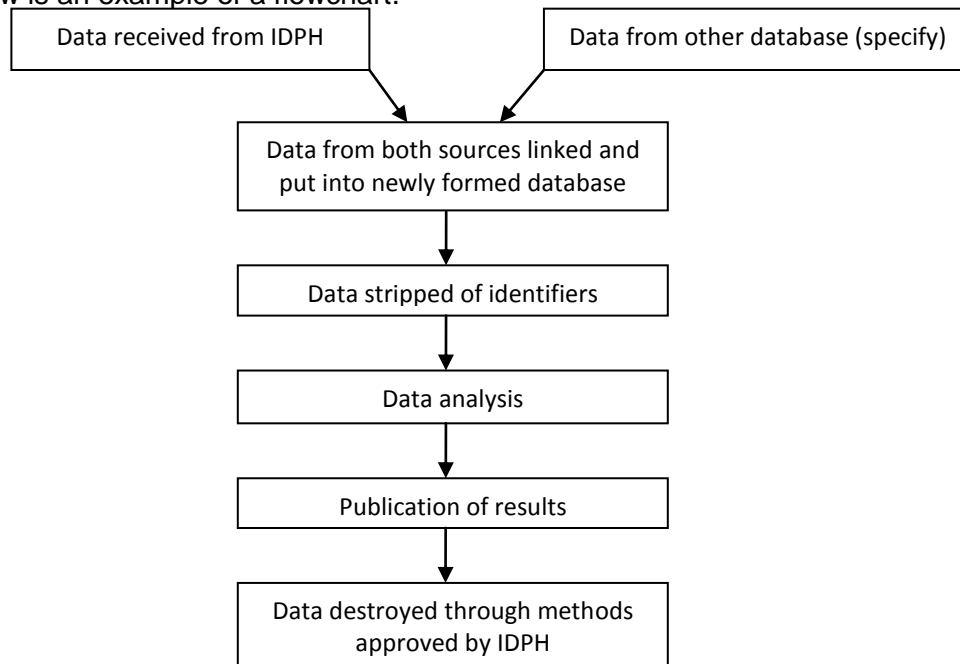 is an example of a flowchart:
Data received from IDPH
Data from other database (specify)
Data from both sources linked and
put into newly formed database
Data stripped of identifiers
Data analysis
Publication of results
Data destroyed through methods
approved by IDPH